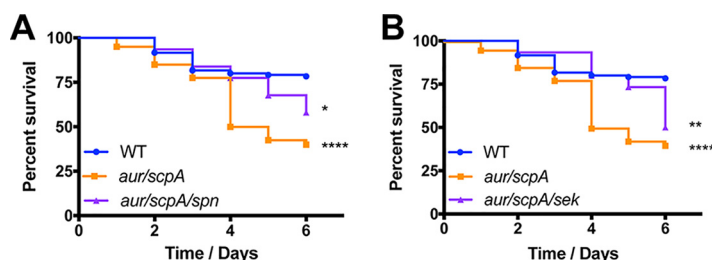 A
Percent survival
100
75
50
25
0
0 2 4 6
Time / Days
WT
aur/scpA
aur/scpA/spn
*
****
B
Percent survival
100
75
50
25
0
0 2 4 6
Time / Days
WT
aur/scpA
aur/scpA/sek
**
****